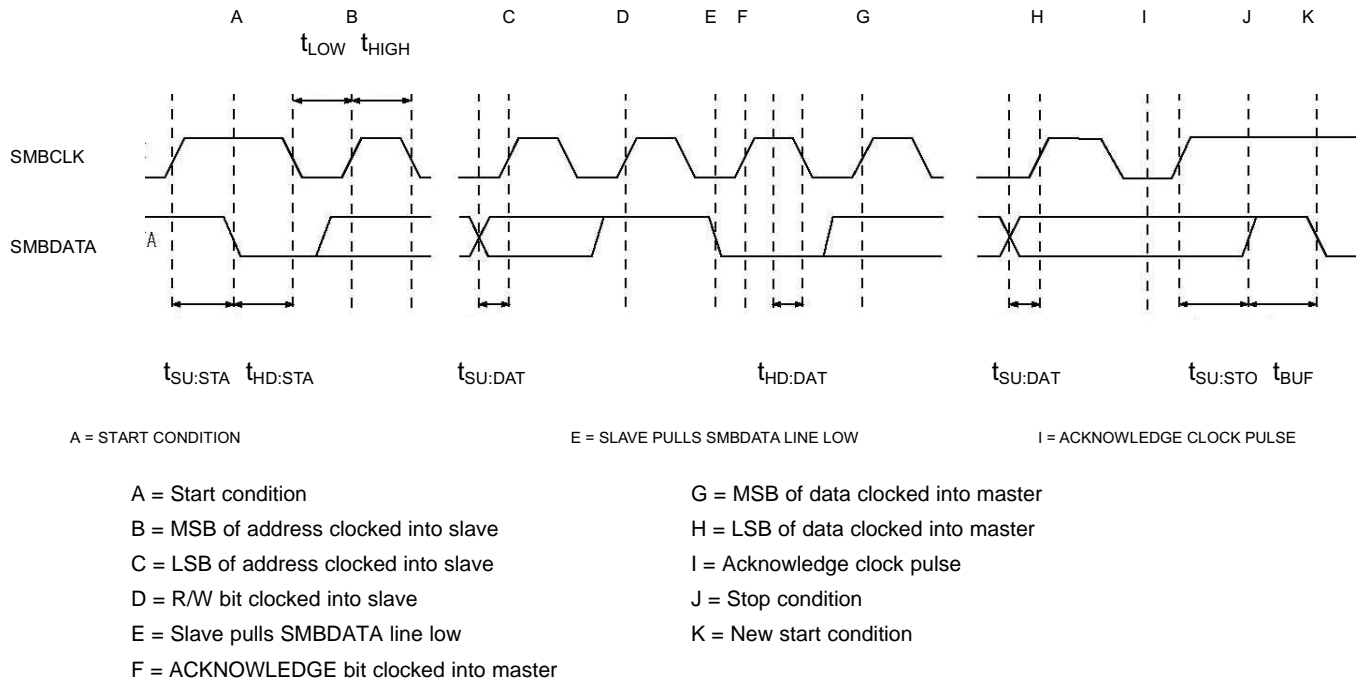 A B C D E F G H I J K
tLOW tHIGH
SMBCLK
SMBDATA
A
tSU:STA tHD:STA tSU:DAT tHD:DAT tSU:DAT tSU:STO tBUF
A = START CONDITION E = SLAVE PULLS SMBDATA LINE LOW I = ACKNOWLEDGE CLOCK PULSE
A = Start condition
B = MSB of address clocked into slave
C = LSB of address clocked into slave
D = R/W bit clocked into slave
E = Slave pulls SMBDATA line low
F = ACKNOWLEDGE bit clocked into master
G = MSB of data clocked into master
H = LSB of data clocked into master
I = Acknowledge clock pulse
J = Stop condition
K = New start condition